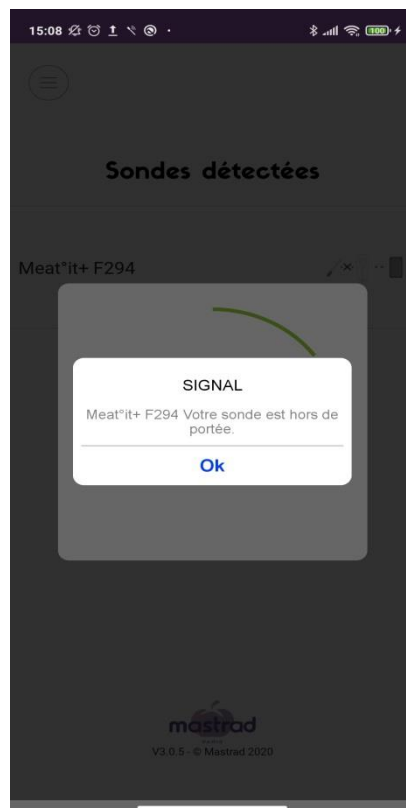 15:08
100
Sondes détectées
Meat°it+ F294
SIGNAL
Meat°it+ F294 Votre sonde est hors de
portée.
Ok
mastrad
V3.0.5 - © Mastrad 2020